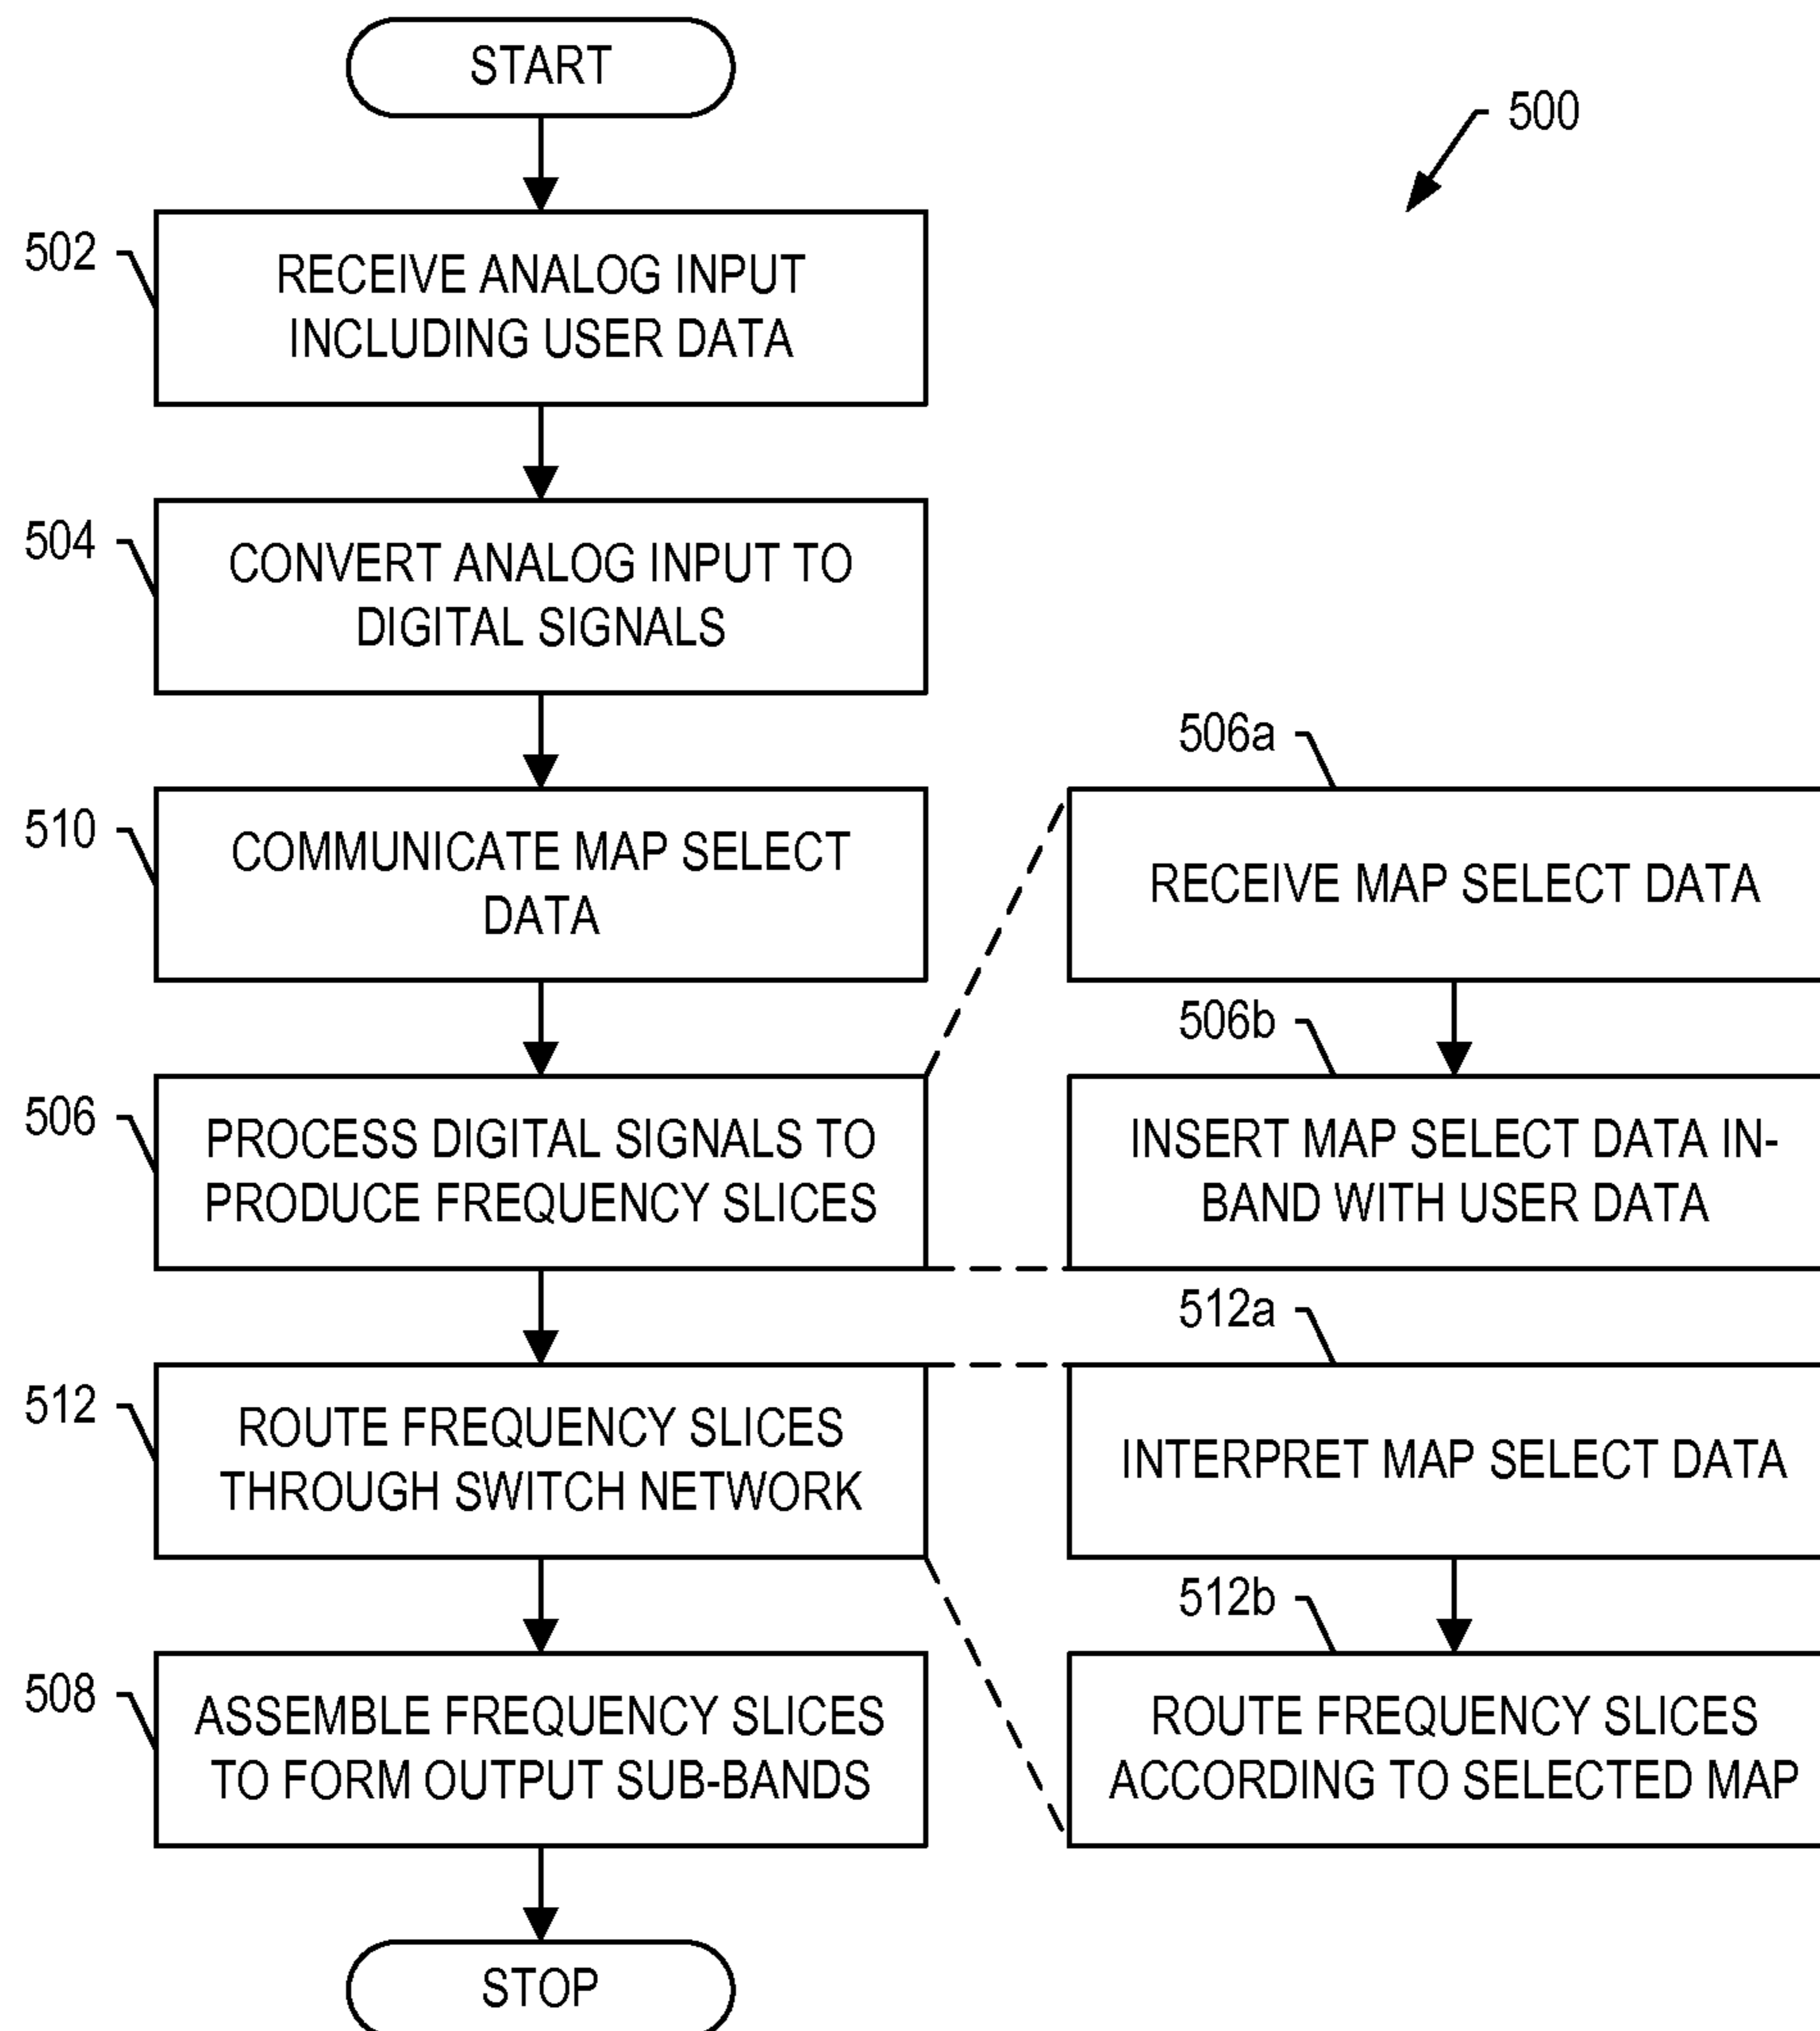 START
500
502
RECEIVE ANALOG INPUT
INCLUDING USER DATA
504
CONVERT ANALOG INPUT TO
DIGITAL SIGNALS
510
COMMUNICATE MAP SELECT
DATA
506
PROCESS DIGITAL SIGNALS TO
PRODUCE FREQUENCY SLICES
506a
RECEIVE MAP SELECT DATA
506b
INSERT MAP SELECT DATA IN-
BAND WITH USER DATA
512
ROUTE FREQUENCY SLICES
THROUGH SWITCH NETWORK
512a
INTERPRET MAP SELECT DATA
512b
ROUTE FREQUENCY SLICES
ACCORDING TO SELECTED MAP
508
ASSEMBLE FREQUENCY SLICES
TO FORM OUTPUT SUB-BANDS
STOP